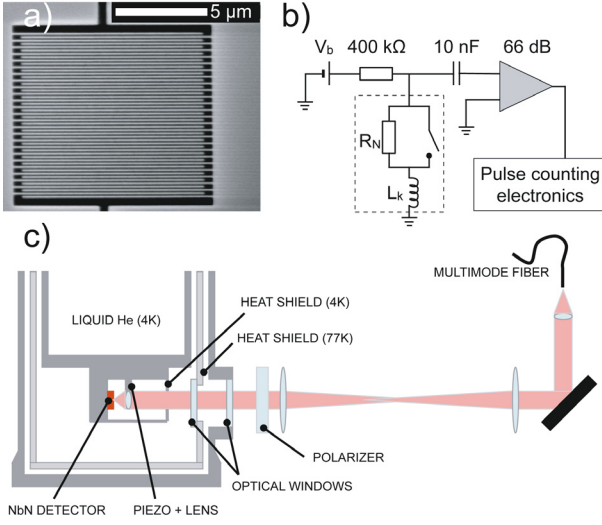 a)
5 µm
b)
V_b 400 kΩ 10 nF 66 dB
R_N
L_k
Pulse counting
electronics
c)
MULTIMODE FIBER
LIQUID He (4K)
HEAT SHIELD (4K)
HEAT SHIELD (77K)
POLARIZER
OPTICAL WINDOWS
NbN DETECTOR
PIEZO + LENS